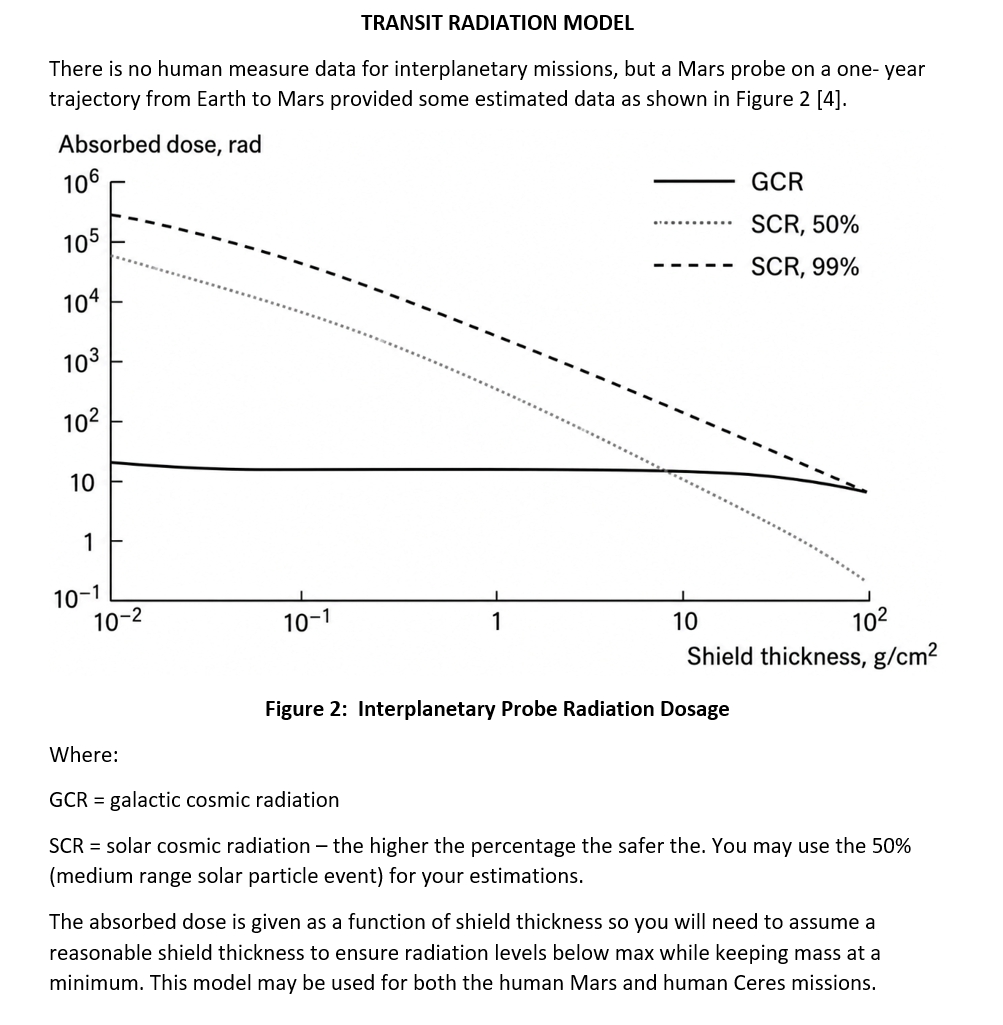 TRANSIT RADIATION MODEL
There is no human measure data for interplanetary missions, but a Mars probe on a one- year
trajectory from Earth to Mars provided some estimated data as shown in Figure 2 [4].
Absorbed dose, rad
10⁶
10⁵
10⁴
10³
10²
10
1
10⁻¹
GCR
SCR, 50%
SCR, 99%
10⁻²
10⁻¹
1
10
10²
Shield thickness, g/cm²
Figure 2: Interplanetary Probe Radiation Dosage
Where:
GCR = galactic cosmic radiation
SCR = solar cosmic radiation – the higher the percentage the safer the. You may use the 50%
(medium range solar particle event) for your estimations.
The absorbed dose is given as a function of shield thickness so you will need to assume a
reasonable shield thickness to ensure radiation levels below max while keeping mass at a
minimum. This model may be used for both the human Mars and human Ceres missions.